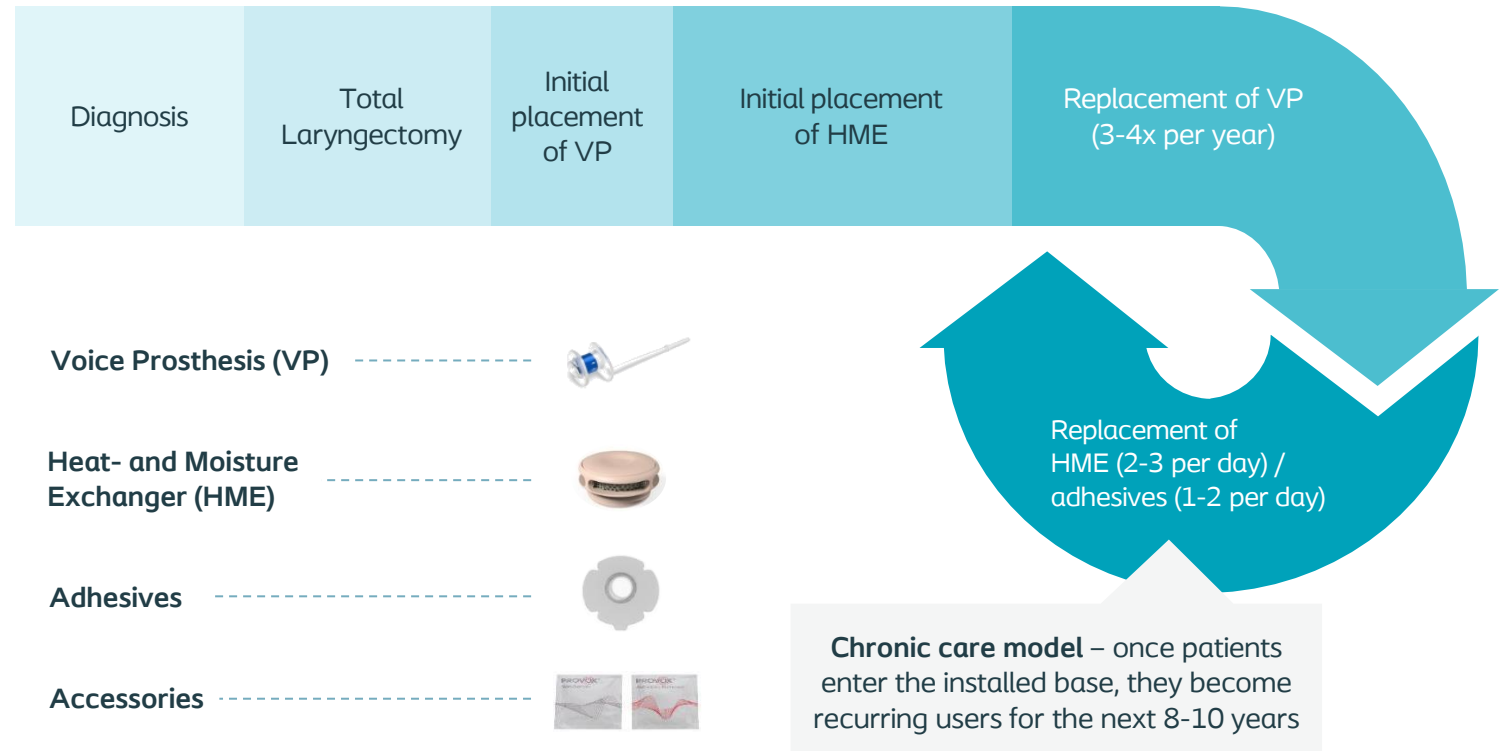 Diagnosis
Total
Laryngectomy
Initial
placement
of VP
Initial placement
of HME
Replacement of VP
(3-4x per year)
Voice Prosthesis (VP)
Heat- and Moisture
Exchanger (HME)
Adhesives
Accessories
Replacement of
HME (2-3 per day) /
adhesives (1-2 per day)
Chronic care model – once patients
enter the installed base, they become
recurring users for the next 8-10 years